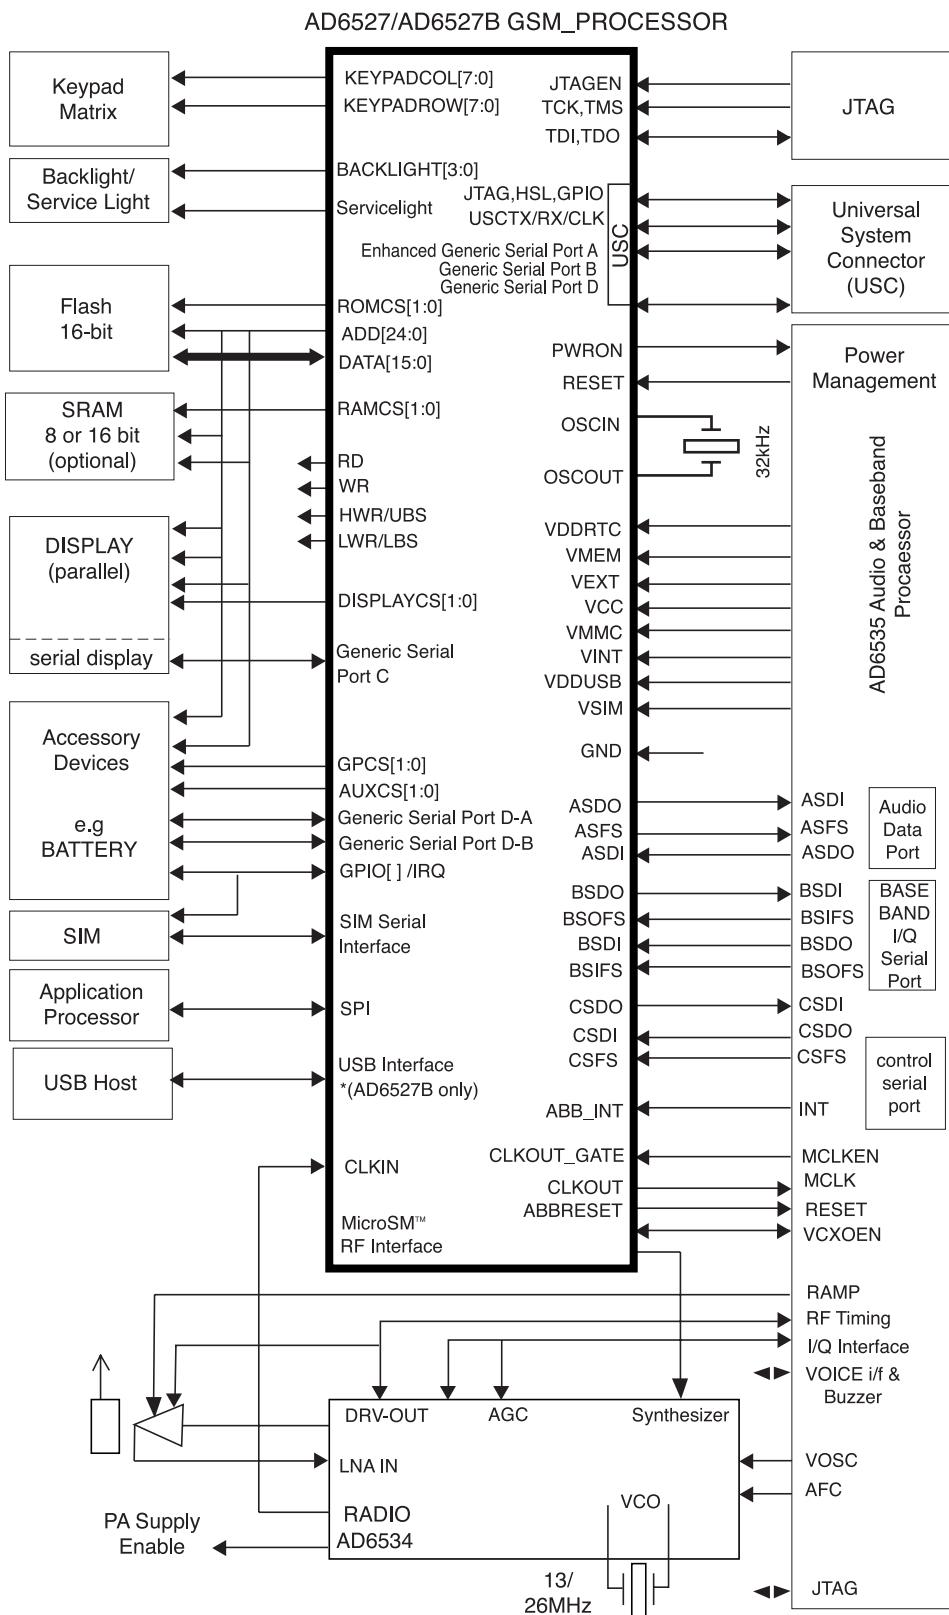 AD6527/AD6527B GSM_PROCESSOR
Keypad
Matrix
Backlight/
Service Light
Flash
16-bit
SRAM
8 or 16 bit
(optional)
DISPLAY
(parallel)
serial display
Accessory
Devices
e.g
BATTERY
SIM
Application
Processor
USB Host
KEYPADCOL[7:0]
KEYPADROW[7:0]
BACKLIGHT[3:0]
Servicelight
ROMCS[1:0]
ADD[24:0]
DATA[15:0]
RAMCS[1:0]
RD
WR
HWR/UBS
LWR/LBS
DISPLAYCS[1:0]
Generic Serial
Port C
GPCS[1:0]
AUXCS[1:0]
Generic Serial Port D-A
Generic Serial Port D-B
GPIO[ ] /IRQ
SIM Serial
Interface
SPI
USB Interface
*(AD6527B only)
CLKIN
MicroSM™
RF Interface
JTAGEN
TCK,TMS
TDI,TDO
JTAG,HSL,GPIO
USCTX/RX/CLK
Enhanced Generic Serial Port A
Generic Serial Port B
Generic Serial Port D
USC
PWRON
RESET
OSCIN
OSCOUT
32kHz
VDDRTC
VMEM
VEXT
VCC
VMMC
VINT
VDDUSB
VSIM
GND
ASDO
ASFS
ASDI
BSDO
BSOFS
BSDI
BSIFS
CSDO
CSDI
CSFS
ABB_INT
CLKOUT_GATE
CLKOUT
ABBRESET
JTAG
Universal
System
Connector
(USC)
Power
Management
AD6535 Audio & Baseband
Procaessor
ASDI
ASFS
ASDO
Audio
Data
Port
BSDI
BSIFS
BSDO
BSOFS
BASE
BAND
I/Q
Serial
Port
CSDI
CSDO
CSFS
INT
control
serial
port
MCLKEN
MCLK
RESET
VCXOEN
RAMP
RF Timing
I/Q Interface
VOICE i/f &
Buzzer
VOSC
AFC
JTAG
DRV-OUT
AGC
Synthesizer
LNA IN
RADIO
AD6534
VCO
PA Supply
Enable
13/
26MHz